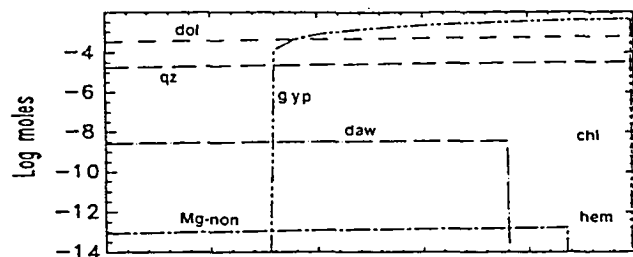 dol
-4
qz
-6
gyp
Log moles
daw
chl
-8
-10
Mg-non
hem
-12
-14